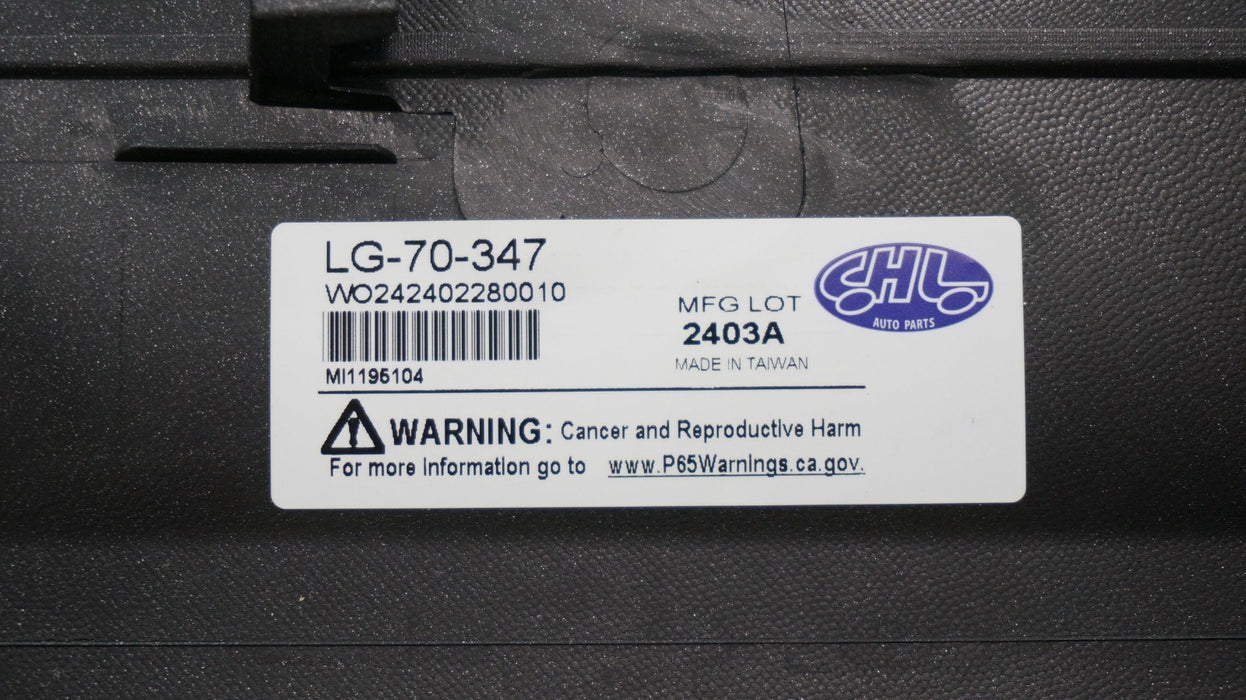 LG-70-347
WO242402280010
MI1195104
MFG LOT
2403A
MADE IN TAIWAN
CHL
AUTO PARTS
WARNING: Cancer and Reproductive Harm
For more Information go to www.P65Warnings.ca.gov.